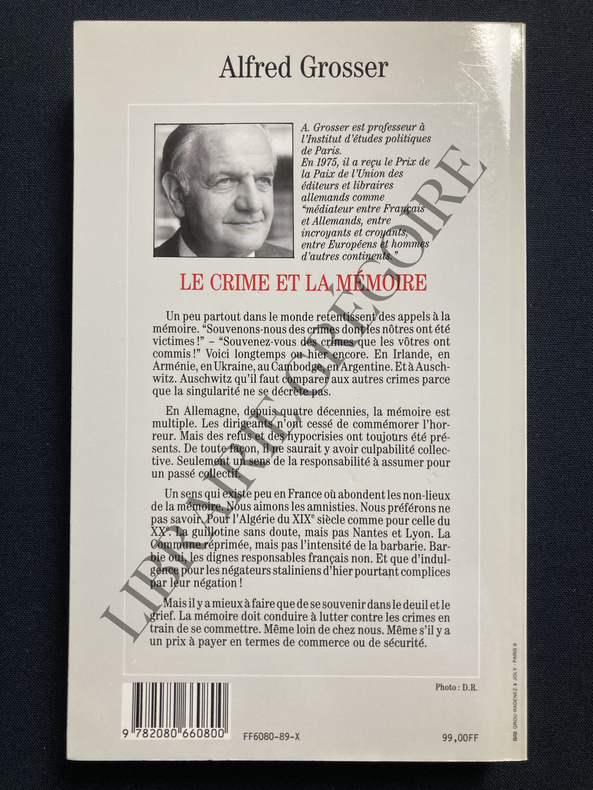 Alfred Grosser
A. Grosser est professeur à
l'Institut d'études politiques
de Paris.
En 1975, il a reçu le Prix de
la Paix de l'Union des
éditeurs et libraires
allemands comme
"médiateur entre Français
et Allemands, entre
incroyants et croyants,
entre Européens et hommes
d'autres continents."
LE CRIME ET LA MÉMOIRE
Un peu partout dans le monde retentissent des appels à la
mémoire. "Souvenons-nous des crimes dont les nôtres ont été
victimes !" – "Souvenez-vous des crimes que les vôtres ont
commis !" Voici longtemps ou hier encore. En Irlande, en
Arménie, en Ukraine, au Cambodge, en Argentine. Et à Ausch-
witz. Auschwitz qu'il faut comparer aux autres crimes parce
que la singularité ne se décrète pas.
En Allemagne, depuis quatre décennies, la mémoire est
multiple. Les dirigeants n'ont cessé de commémorer l'hor-
reur. Mais des refus et des hypocrisies ont toujours été pré-
sents. De toute façon, il ne saurait y avoir culpabilité collec-
tive. Seulement un sens de la responsabilité à assumer pour
un passé collectif.
Un sens qui existe peu en France où abondent les non-lieux
de la mémoire. Nous aimons les amnisties. Nous préférons ne
pas savoir. Pour l'Algérie du XIXe siècle comme pour celle du
XXe. La guillotine sans doute, mais pas Nantes et Lyon. La
Commune réprimée, mais pas l'intensité de la barbarie. Bar-
bie oui, les dignes responsables français non. Et que d'indul-
gence pour les négateurs staliniens d'hier pourtant complices
par leur négation !
Mais il y a mieux à faire que de se souvenir dans le deuil et le
grief. La mémoire doit conduire à lutter contre les crimes en
train de se commettre. Même loin de chez nous. Même s'il y a
un prix à payer en termes de commerce ou de sécurité.
Photo : D.R.
9 782080 660800
FF6080-89-X
99,00FF
GROU-RADENEZ & JOLY - PARIS 6
LIBRAIRIE GRÉGOIRE